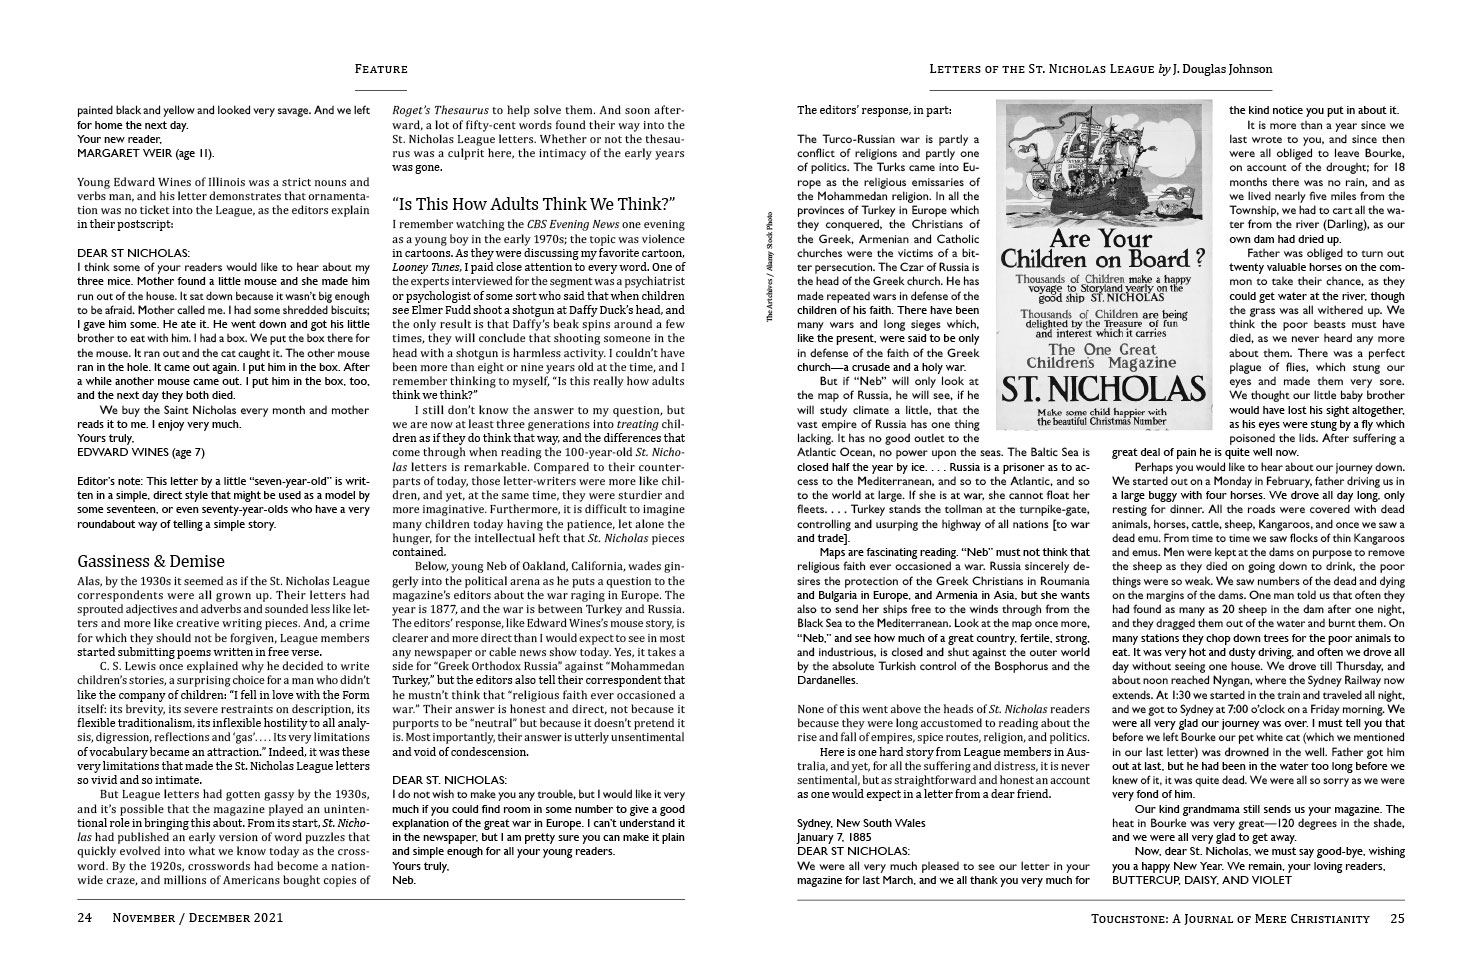 FEATURE
painted black and yellow and looked very savage. And we left
for home the next day.
Your new reader,
MARGARET WEIR (age 11).
Young Edward Wines of Illinois was a strict nouns and
verbs man, and his letter demonstrates that ornamenta-
tion was no ticket into the League, as the editors explain
in their postscript:
DEAR ST NICHOLAS:
I think some of your readers would like to hear about my
three mice. Mother found a little mouse and she made him
run out of the house. It sat down because it wasn't big enough
to be afraid. Mother called me. I had some shredded biscuits;
I gave him some. He ate it. He went down and got his little
brother to eat with him. I had a box. We put the box there for
the mouse. It ran out and the cat caught it. The other mouse
ran in the hole. It came out again. I put him in the box. After
a while another mouse came out. I put him in the box, too,
and the next day they both died.
We buy the Saint Nicholas every month and mother
reads it to me. I enjoy very much.
Yours truly,
EDWARD WINES (age 7)
Editor's note: This letter by a little “seven-year-old” is writ-
ten in a simple, direct style that might be used as a model by
some seventeen, or even seventy-year-olds who have a very
roundabout way of telling a simple story.
Gassiness & Demise
Alas, by the 1930s it seemed as if the St. Nicholas League
correspondents were all grown up. Their letters had
sprouted adjectives and adverbs and sounded less like let-
ters and more like creative writing pieces. And, a crime
for which they should not be forgiven, League members
started submitting poems written in free verse.
C. S. Lewis once explained why he decided to write
children's stories, a surprising choice for a man who didn't
like the company of children: “I fell in love with the Form
itself: its brevity, its severe restraints on description, its
flexible traditionalism, its inflexible hostility to all analy-
sis, digression, reflections and ‘gas’. . . . Its very limitations
of vocabulary became an attraction.” Indeed, it was these
very limitations that made the St. Nicholas League letters
so vivid and so intimate.
But League letters had gotten gassy by the 1930s,
and it's possible that the magazine played an uninten-
tional role in bringing this about. From its start, St. Nicho-
las had published an early version of word puzzles that
quickly evolved into what we know today as the cross-
word. By the 1920s, crosswords had become a nation-
wide craze, and millions of Americans bought copies of
Roget's Thesaurus to help solve them. And soon after-
ward, a lot of fifty-cent words found their way into the
St. Nicholas League letters. Whether or not the thesau-
rus was a culprit here, the intimacy of the early years
was gone.
“Is This How Adults Think We Think?”
I remember watching the CBS Evening News one evening
as a young boy in the early 1970s; the topic was violence
in cartoons. As they were discussing my favorite cartoon,
Looney Tunes, I paid close attention to every word. One of
the experts interviewed for the segment was a psychiatrist
or psychologist of some sort who said that when children
see Elmer Fudd shoot a shotgun at Daffy Duck's head, and
the only result is that Daffy's beak spins around a few
times, they will conclude that shooting someone in the
head with a shotgun is harmless activity. I couldn't have
been more than eight or nine years old at the time, and I
remember thinking to myself, “Is this really how adults
think we think?”
I still don't know the answer to my question, but
we are now at least three generations into treating chil-
dren as if they do think that way, and the differences that
come through when reading the 100-year-old St. Nicho-
las letters is remarkable. Compared to their counter-
parts of today, those letter-writers were more like chil-
dren, and yet, at the same time, they were sturdier and
more imaginative. Furthermore, it is difficult to imagine
many children today having the patience, let alone the
hunger, for the intellectual heft that St. Nicholas pieces
contained.
Below, young Neb of Oakland, California, wades gin-
gerly into the political arena as he puts a question to the
magazine's editors about the war raging in Europe. The
year is 1877, and the war is between Turkey and Russia.
The editors' response, like Edward Wines's mouse story, is
clearer and more direct than I would expect to see in most
any newspaper or cable news show today. Yes, it takes a
side for “Greek Orthodox Russia” against “Mohammedan
Turkey,” but the editors also tell their correspondent that
he mustn't think that “religious faith ever occasioned a
war.” Their answer is honest and direct, not because it
purports to be “neutral” but because it doesn't pretend it
is. Most importantly, their answer is utterly unsentimental
and void of condescension.
DEAR ST. NICHOLAS:
I do not wish to make you any trouble, but I would like it very
much if you could find room in some number to give a good
explanation of the great war in Europe. I can't understand it
in the newspaper, but I am pretty sure you can make it plain
and simple enough for all your young readers.
Yours truly,
Neb.
24 NOVEMBER / DECEMBER 2021
LETTERS OF THE ST. NICHOLAS LEAGUE by J. Douglas Johnson
The editors' response, in part:
The Turco-Russian war is partly a
conflict of religions and partly one
of politics. The Turks came into Eu-
rope as the religious emissaries of
the Mohammedan religion. In all the
provinces of Turkey in Europe which
they conquered, the Christians of
the Greek, Armenian and Catholic
churches were the victims of a bit-
ter persecution. The Czar of Russia is
the head of the Greek church. He has
made repeated wars in defense of the
children of his faith. There have been
many wars and long sieges which,
like the present, were said to be only
in defense of the faith of the Greek
church—a crusade and a holy war.
But if “Neb” will only look at
the map of Russia, he will see, if he
will study climate a little, that the
vast empire of Russia has one thing
lacking. It has no good outlet to the
Atlantic Ocean, no power upon the seas. The Baltic Sea is
closed half the year by ice. . . . Russia is a prisoner as to ac-
cess to the Mediterranean, and so to the Atlantic, and so
to the world at large. If she is at war, she cannot float her
fleets. . . . Turkey stands the tollman at the turnpike-gate,
controlling and usurping the highway of all nations [to war
and trade].
Maps are fascinating reading. “Neb” must not think that
religious faith ever occasioned a war. Russia sincerely de-
sires the protection of the Greek Christians in Roumania
and Bulgaria in Europe, and Armenia in Asia, but she wants
also to send her ships free to the winds through from the
Black Sea to the Mediterranean. Look at the map once more,
“Neb,” and see how much of a great country, fertile, strong,
and industrious, is closed and shut against the outer world
by the absolute Turkish control of the Bosphorus and the
Dardanelles.
None of this went above the heads of St. Nicholas readers
because they were long accustomed to reading about the
rise and fall of empires, spice routes, religion, and politics.
Here is one hard story from League members in Aus-
tralia, and yet, for all the suffering and distress, it is never
sentimental, but as straightforward and honest an account
as one would expect in a letter from a dear friend.
Sydney, New South Wales
January 7, 1885
DEAR ST NICHOLAS:
We were all very much pleased to see our letter in your
magazine for last March, and we all thank you very much for
The Artchives / Alamy Stock Photo
Are Your
Children on Board?
Thousands of Children make a happy
voyage to Storyland yearly on the
good ship ST. NICHOLAS
Thousands of Children are being
delighted by the Treasure of fun
and interest which it carries
The One Great
Children's Magazine
ST. NICHOLAS
Make some child happier with
the beautiful Christmas Number
the kind notice you put in about it.
It is more than a year since we
last wrote to you, and since then
were all obliged to leave Bourke,
on account of the drought; for 18
months there was no rain, and as
we lived nearly five miles from the
Township, we had to cart all the wa-
ter from the river (Darling), as our
own dam had dried up.
Father was obliged to turn out
twenty valuable horses on the com-
mon to take their chance, as they
could get water at the river, though
the grass was all withered up. We
think the poor beasts must have
died, as we never heard any more
about them. There was a perfect
plague of flies, which stung our
eyes and made them very sore.
We thought our little baby brother
would have lost his sight altogether,
as his eyes were stung by a fly which
poisoned the lids. After suffering a
great deal of pain he is quite well now.
Perhaps you would like to hear about our journey down.
We started out on a Monday in February, father driving us in
a large buggy with four horses. We drove all day long, only
resting for dinner. All the roads were covered with dead
animals, horses, cattle, sheep, Kangaroos, and once we saw a
dead emu. From time to time we saw flocks of thin Kangaroos
and emus. Men were kept at the dams on purpose to remove
the sheep as they died on going down to drink, the poor
things were so weak. We saw numbers of the dead and dying
on the margins of the dams. One man told us that often they
had found as many as 20 sheep in the dam after one night,
and they dragged them out of the water and burnt them. On
many stations they chop down trees for the poor animals to
eat. It was very hot and dusty driving, and often we drove all
day without seeing one house. We drove till Thursday, and
about noon reached Nyngan, where the Sydney Railway now
extends. At 1:30 we started in the train and traveled all night,
and we got to Sydney at 7:00 o'clock on a Friday morning. We
were all very glad our journey was over. I must tell you that
before we left Bourke our pet white cat (which we mentioned
in our last letter) was drowned in the well. Father got him
out at last, but he had been in the water too long before we
knew of it, it was quite dead. We were all so sorry as we were
very fond of him.
Our kind grandmama still sends us your magazine. The
heat in Bourke was very great—120 degrees in the shade,
and we were all very glad to get away.
Now, dear St. Nicholas, we must say good-bye, wishing
you a happy New Year. We remain, your loving readers,
BUTTERCUP, DAISY, AND VIOLET
TOUCHSTONE: A JOURNAL OF MERE CHRISTIANITY 25